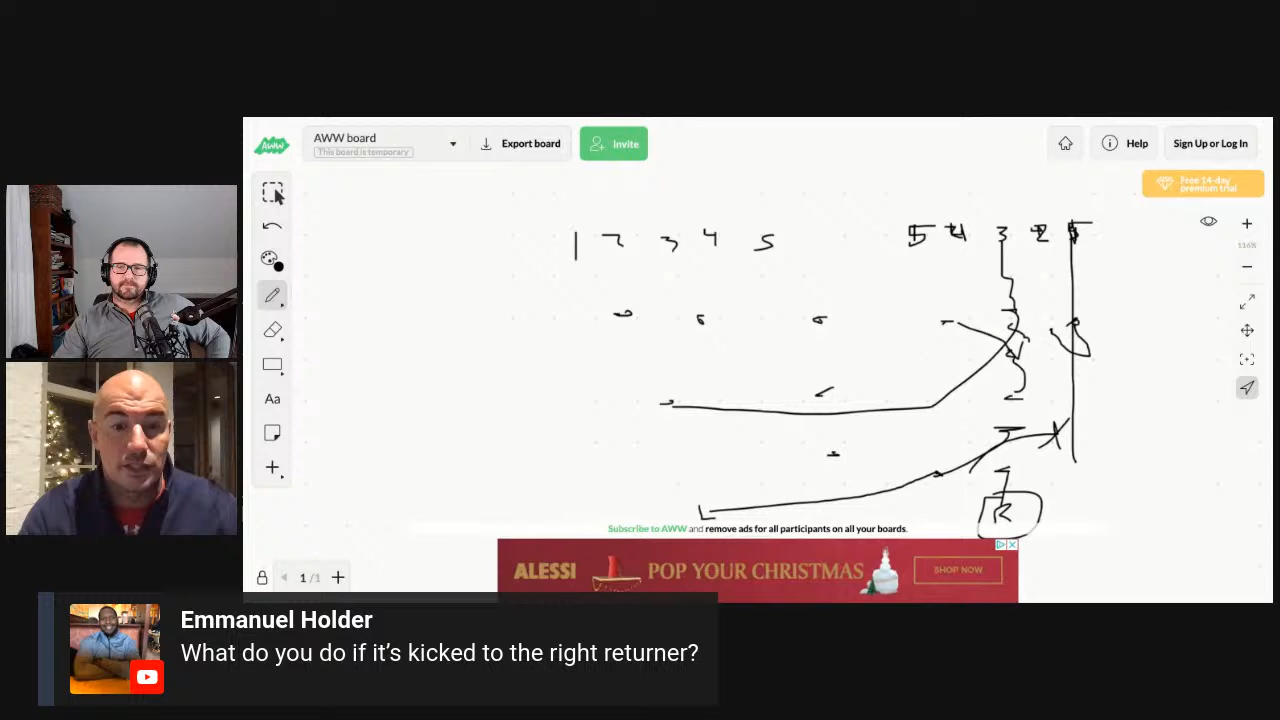 AWW
AWW board
This board is temporary
Export board
Invite
Help
Sign Up or Log In
Free 14-day
premium trial
116%
1 2 3 4 5
5 4 3 2
R
Aa
Subscribe to AWW and remove ads for all participants on all your boards.
1 / 1
ALESSI
POP YOUR CHRISTMAS
SHOP NOW
Emmanuel Holder
What do you do if it's kicked to the right returner?